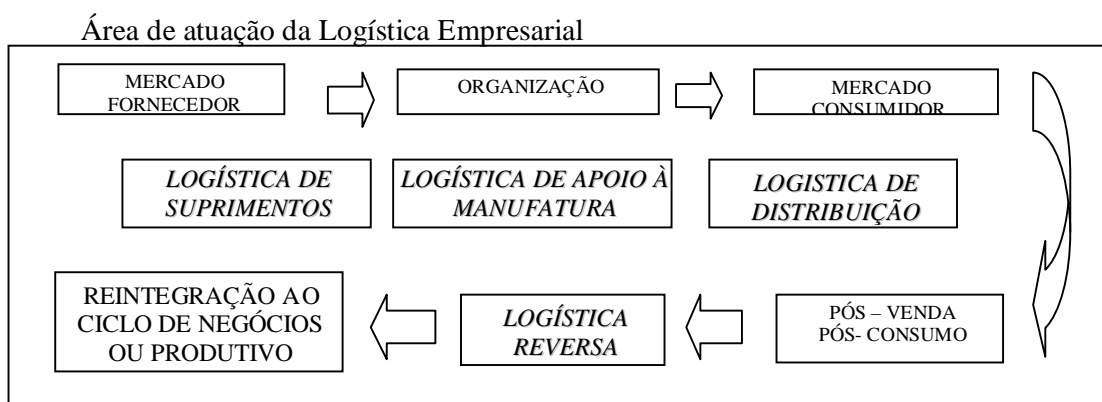 Área de atuação da Logística Empresarial
MERCADO
FORNECEDOR
ORGANIZAÇÃO
MERCADO
CONSUMIDOR
LOGÍSTICA DE
SUPRIMENTOS
LOGÍSTICA DE APOIO À
MANUFATURA
LOGISTICA DE
DISTRIBUIÇÃO
REINTEGRAÇÃO AO
CICLO DE NEGÓCIOS
OU PRODUTIVO
LOGÍSTICA
REVERSA
PÓS – VENDA
PÓS- CONSUMO